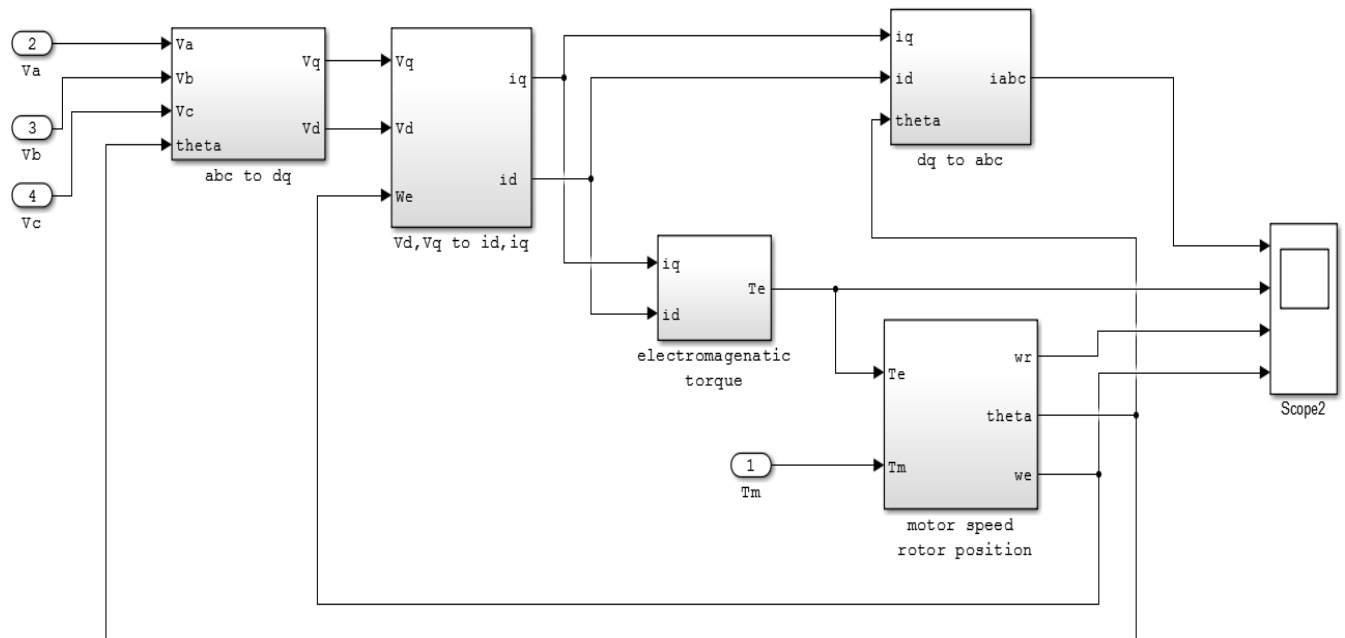 2
Va
3
Vb
4
Vc
Va
Vb
Vc
theta
Vq
Vd
abc to dq
Vq
Vd
We
iq
id
Vd,Vq to id,iq
iq
id
theta
iabc
dq to abc
iq
id
Te
electromagenatic
torque
1
Tm
Te
Tm
wr
theta
we
motor speed
rotor position
Scope2